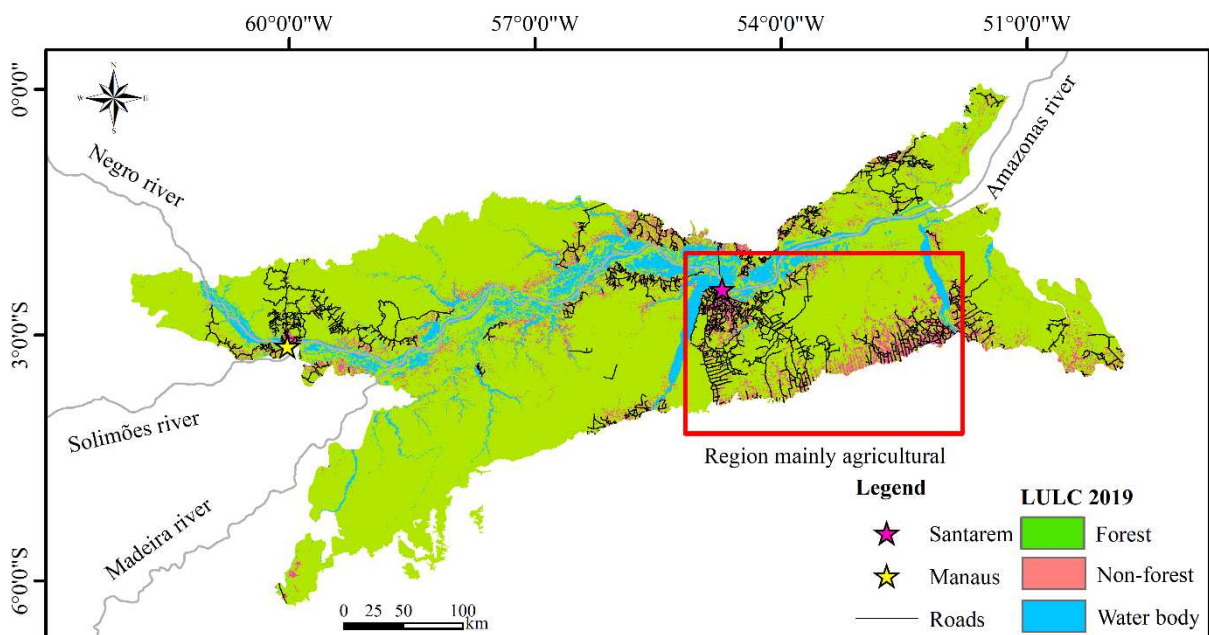 60°0'0"W 57°0'0"W 54°0'0"W 51°0'0"W
0°0'0"
3°0'0"S
6°0'0"S
N
W E
S
Negro river
Amazonas river
Solimões river
Madeira river
Region mainly agricultural
Legend
Santarem
Manaus
Roads
LULC 2019
Forest
Non-forest
Water body
0 25 50 100
km